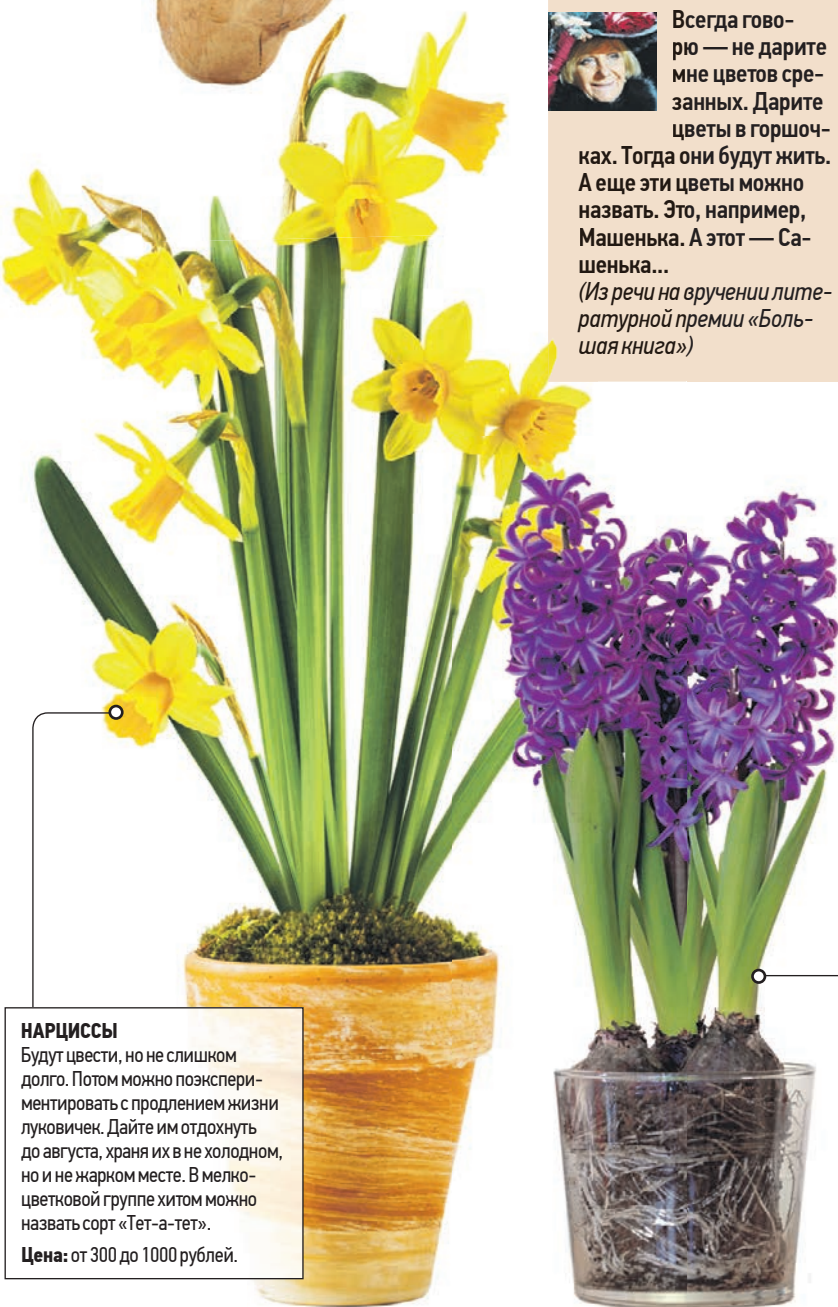 Всегда гово-
рю — не дарите
мне цветов сре-
занных. Дарите
цветы в горшоч-
ках. Тогда они будут жить.
А еще эти цветы можно
назвать. Это, например,
Машенька. А этот — Са-
шенька...
(Из речи на вручении лите-
ратурной премии «Боль-
шая книга»)
НАРЦИССЫ
Будут цвести, но не слишком
долго. Потом можно поэкспери-
ментировать с продлением жизни
луковичек. Дайте им отдохнуть
до августа, храня их в не холодном,
но и не жарком месте. В мелко-
цветковой группе хитом можно
назвать сорт «Тет-а-тет».
Цена: от 300 до 1000 рублей.